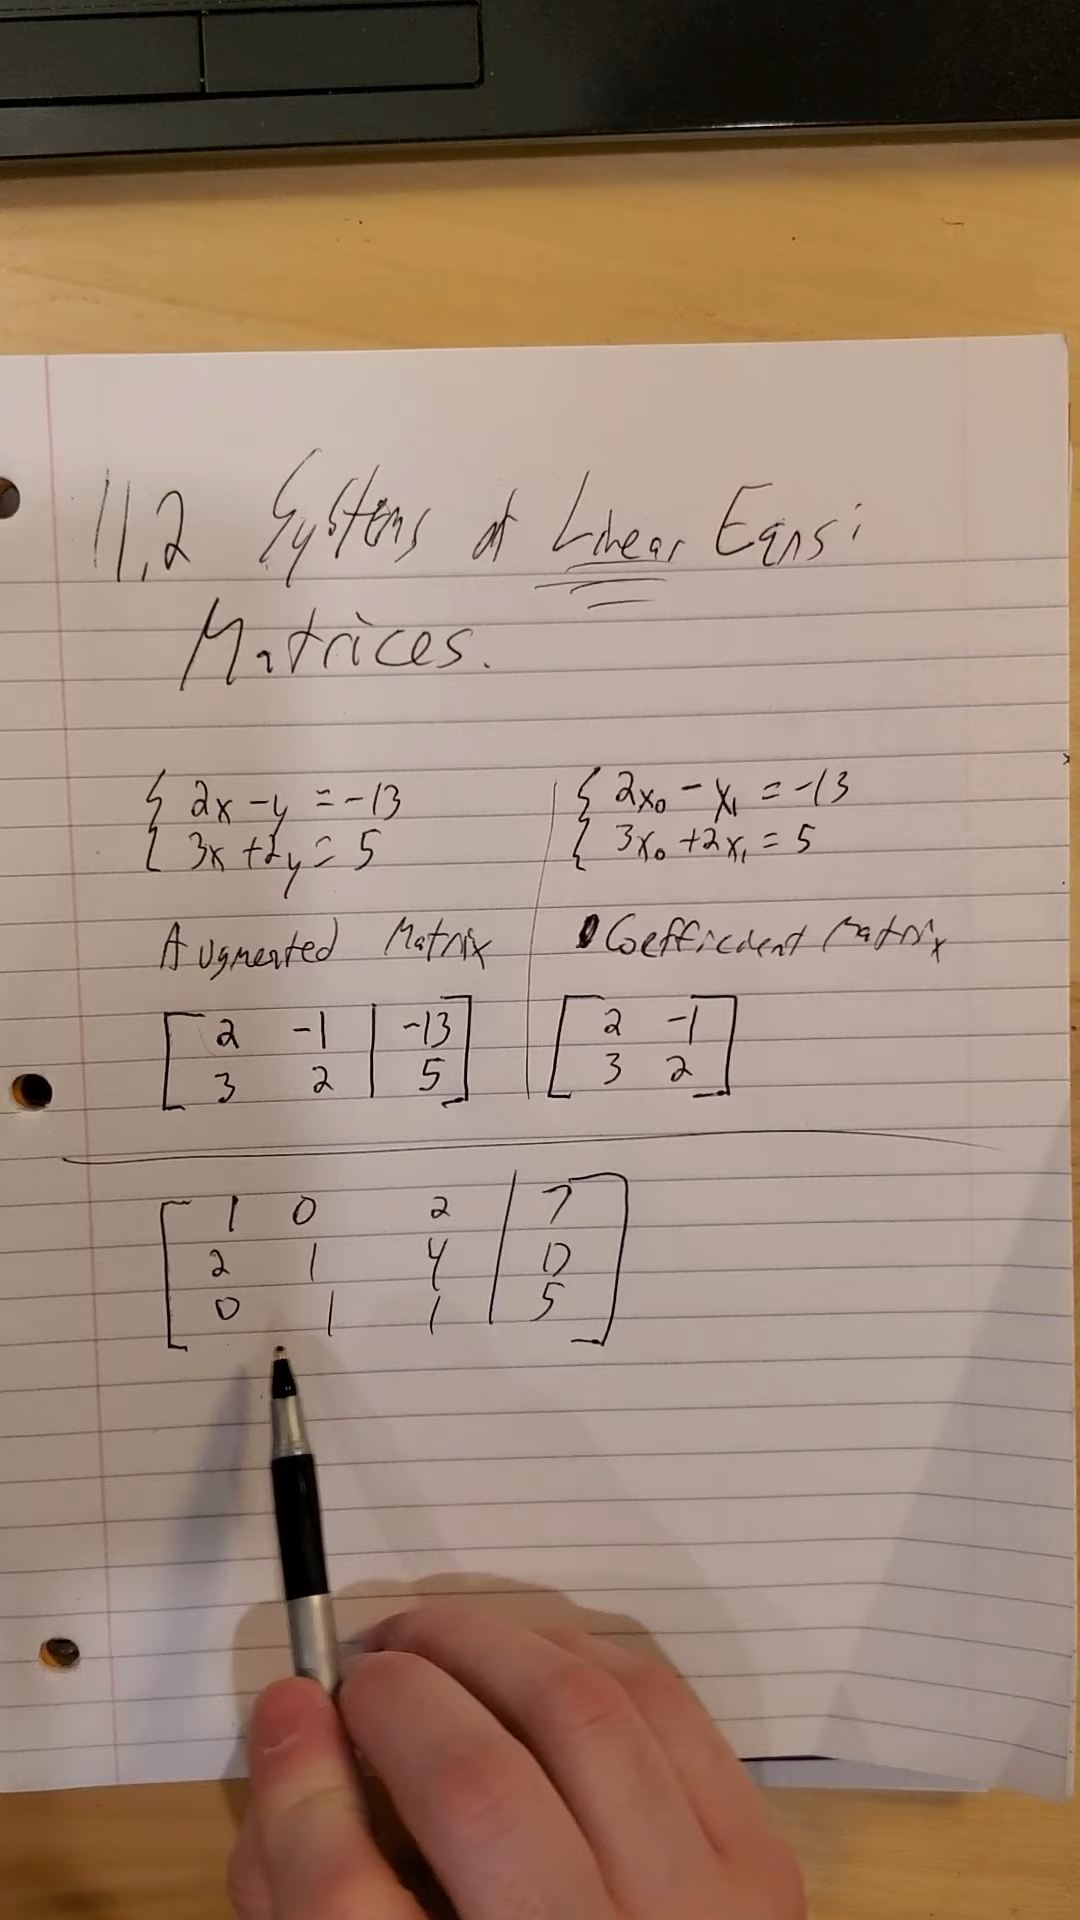 11.2 Systems of Linear Eqns:
Matrices.
{ 2x - y = -13
{ 3x + 2y = 5
{ 2x₀ - x₁ = -13
{ 3x₀ + 2x₁ = 5
Augmented Matrix
[ 2 -1 | -13 ]
[ 3 2 | 5 ]
Coefficient Matrix
[ 2 -1 ]
[ 3 2 ]
[ 1 0 2 | 7 ]
[ 2 1 4 | ]
[ 0 1 1 | 5 ]